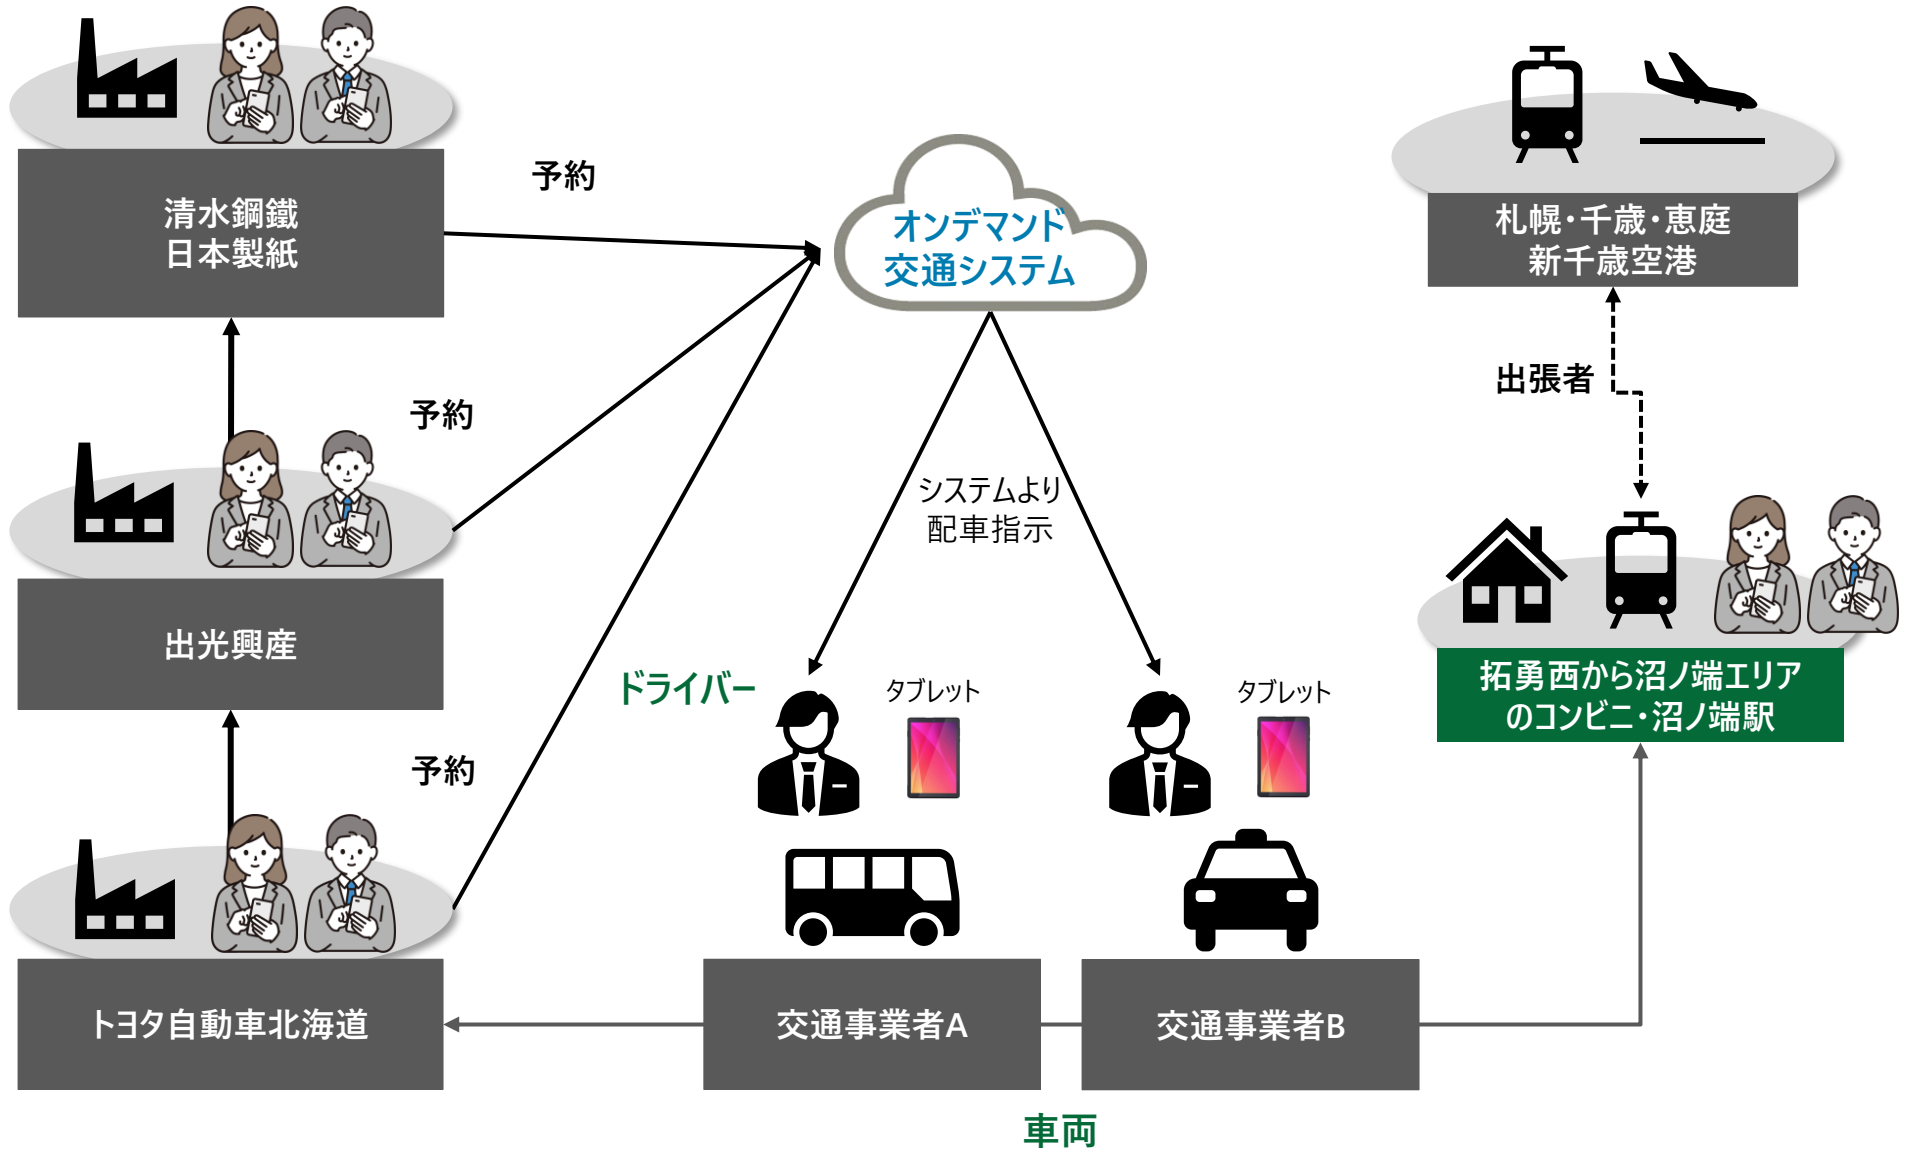 清水鋼鐵
日本製紙
予約
オンデマンド
交通システム
札幌・千歳・恵庭
新千歳空港
出張者
予約
システムより
配車指示
出光興産
ドライバー
タブレット
タブレット
拓勇西から沼ノ端エリア
のコンビニ・沼ノ端駅
予約
トヨタ自動車北海道
交通事業者A
交通事業者B
車両